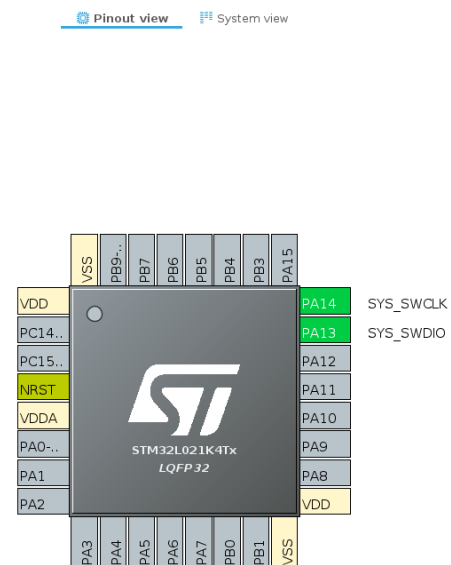 Pinout view
System view
VSS
PB9-..
PB7
PB6
PB5
PB4
PB3
PA15
VDD
PC14..
PC15..
NRST
VDDA
PA0-..
PA1
PA2
PA14
PA13
PA12
PA11
PA10
PA9
PA8
VDD
SYS_SWCLK
SYS_SWDIO
ST
STM32L021K4Tx
LQFP32
PA3
PA4
PA5
PA6
PA7
PB0
PB1
VSS